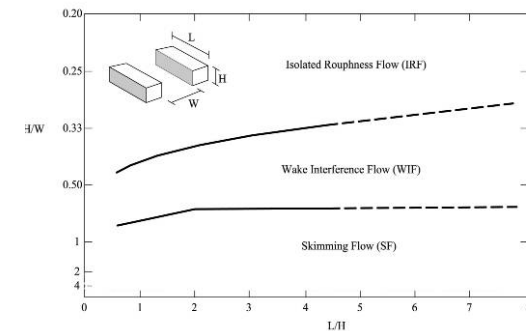 0.20
L
Isolated Rouphness Flow (IRF)
0.25
H
W
H/W
0.33
Wake Interference Flow (WIF)
0.50
1
Skimming Flow (SF)
2
4
0 1 2 3 4 5 6 7 8
L/H